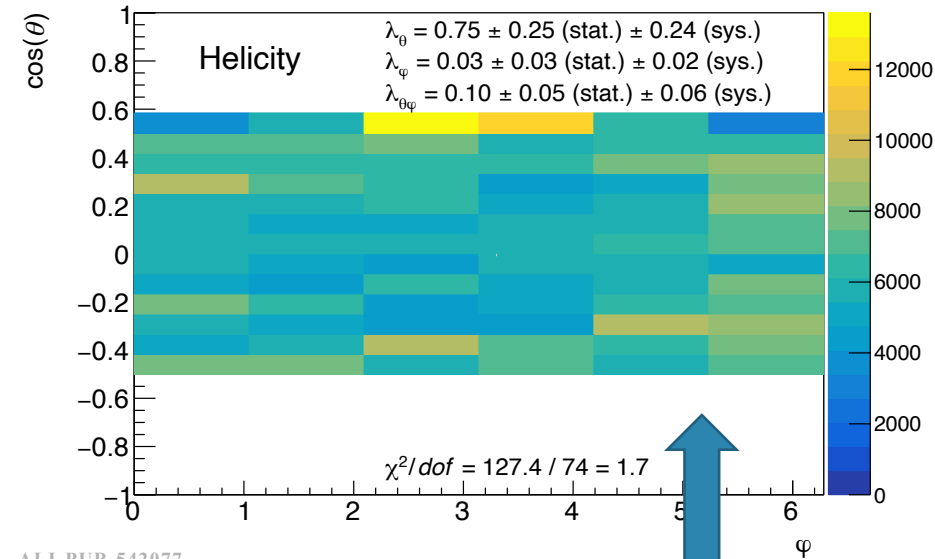 cos(θ)
1
0.8
0.6
0.4
0.2
0
−0.2
−0.4
−0.6
−0.8
−1
Helicity
λθ = 0.75 ± 0.25 (stat.) ± 0.24 (sys.)
λφ = 0.03 ± 0.03 (stat.) ± 0.02 (sys.)
λθφ = 0.10 ± 0.05 (stat.) ± 0.06 (sys.)
χ²/dof = 127.4 / 74 = 1.7
0 1 2 3 4 5 6
φ
12000
10000
8000
6000
4000
2000
0